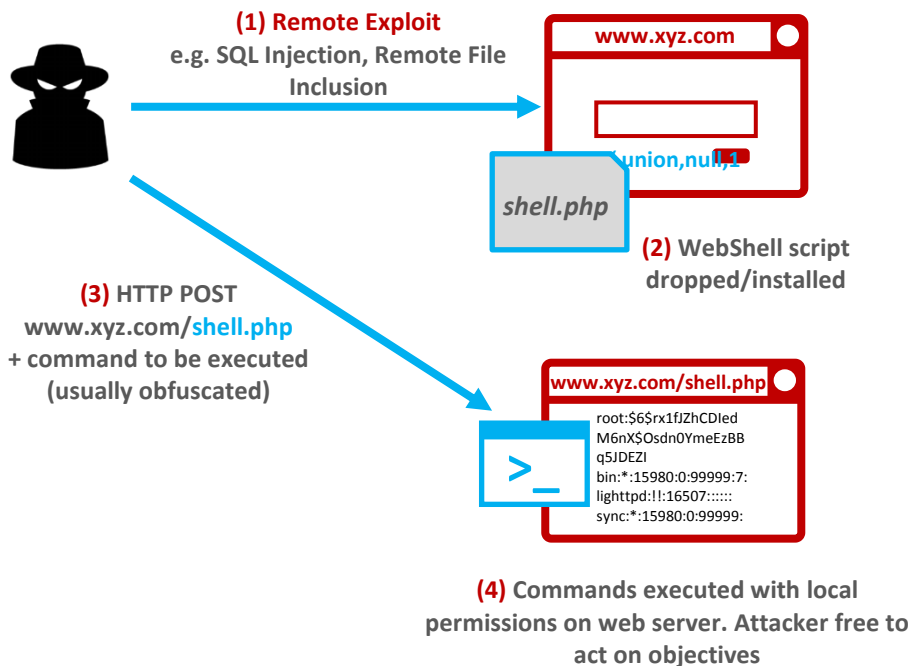 (1) Remote Exploit
e.g. SQL Injection, Remote File
Inclusion
www.xyz.com
union,null,1
shell.php
(2) WebShell script
dropped/installed
(3) HTTP POST
www.xyz.com/shell.php
+ command to be executed
(usually obfuscated)
www.xyz.com/shell.php
root:$6$rx1fJZhCDIed
M6nX$Osdn0YmeEzBB
q5JDEZI
bin:*:15980:0:99999:7:
lighttpd:!!:16507::::::
sync:*:15980:0:99999:
>_
(4) Commands executed with local
permissions on web server. Attacker free to
act on objectives